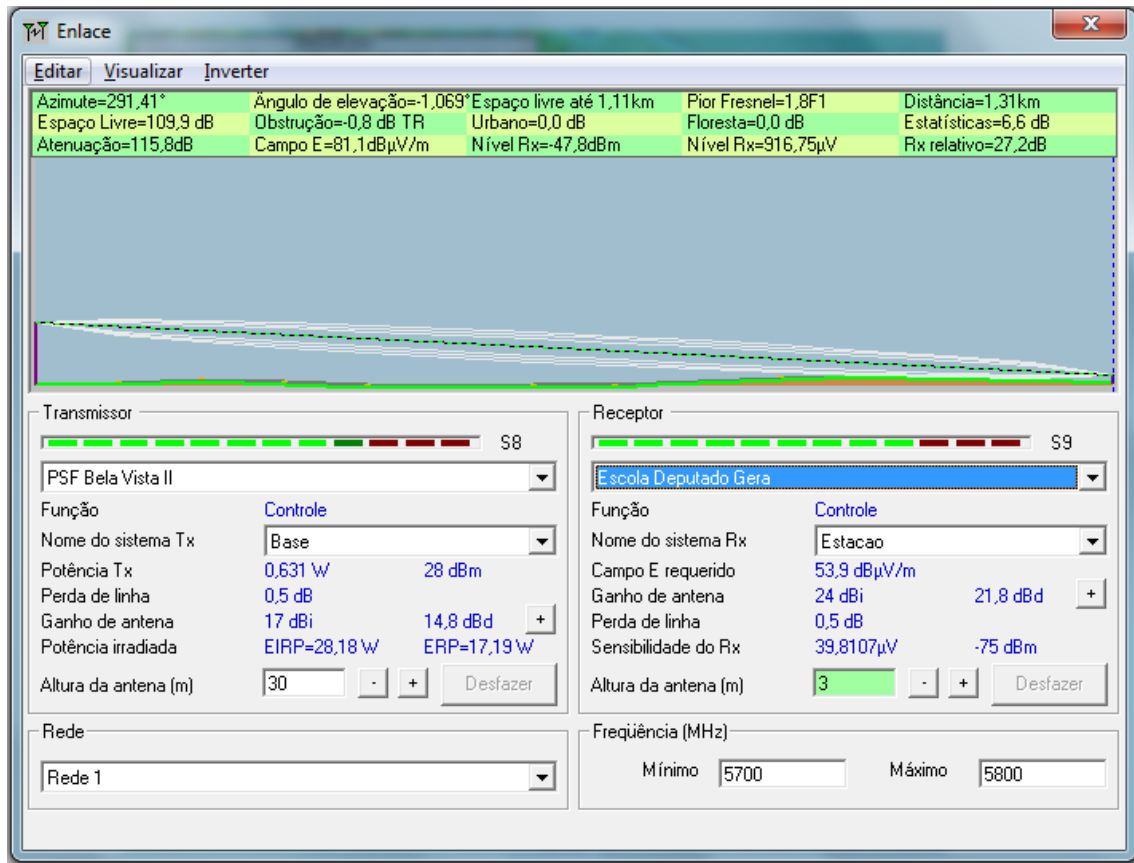 Enlace
Editar Visualizar Inverter
Azimute=291,41° Ângulo de elevação=-1,069° Espaço livre até 1,11km Pior Fresnel=1,8F1 Distância=1,31km
Espaço Livre=109,9 dB Obstrução=-0,8 dB TR Urbano=0,0 dB Floresta=0,0 dB Estatísticas=6,6 dB
Atenuação=115,8dB Campo E=81,1dBµV/m Nível Rx=-47,8dBm Nível Rx=916,75µV Rx relativo=27,2dB
Transmissor
S8
PSF Bela Vista II
Função Controle
Nome do sistema Tx Base
Potência Tx 0,631 W 28 dBm
Perda de linha 0,5 dB
Ganho de antena 17 dBi 14,8 dBd +
Potência irradiada EIRP=28,18 W ERP=17,19 W
Altura da antena (m) 30 - + Desfazer
Receptor
S9
Escola Deputado Gera
Função Controle
Nome do sistema Rx Estacao
Campo E requerido 53,9 dBµV/m
Ganho de antena 24 dBi 21,8 dBd +
Perda de linha 0,5 dB
Sensibilidade do Rx 39,8107µV -75 dBm
Altura da antena (m) 3 - + Desfazer
Rede
Rede 1
Freqüência (MHz)
Mínimo 5700 Máximo 5800